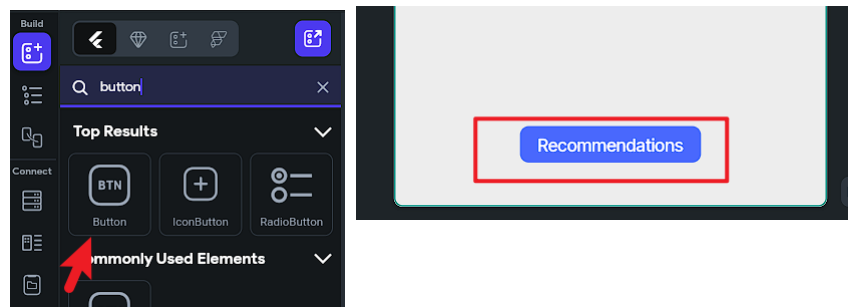 Build
button
Top Results
BTN
Button
IconButton
RadioButton
Connect
ommonly Used Elements
Recommendations